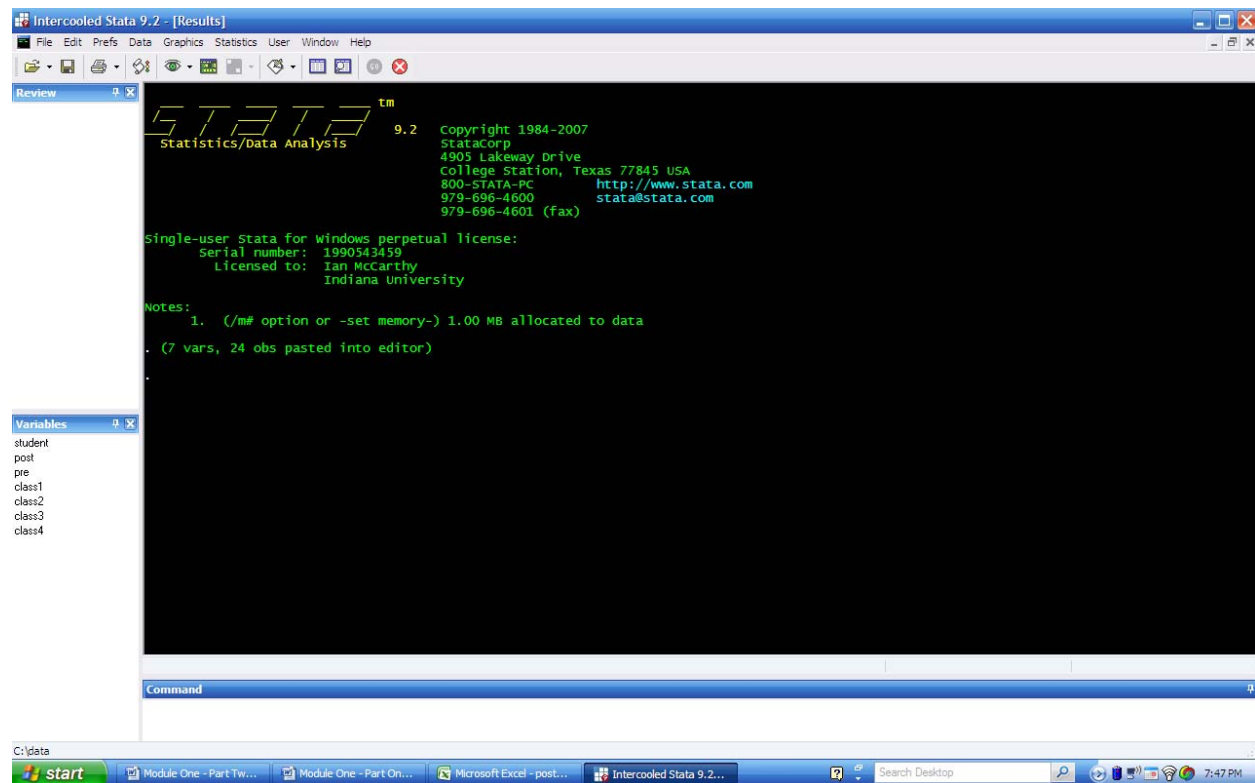 Intercooled Stata 9.2 - [Results]
File Edit Prefs Data Graphics Statistics User Window Help
Review
tm
9.2 Copyright 1984-2007
Statistics/Data Analysis StataCorp
4905 Lakeway Drive
College Station, Texas 77845 USA
800-STATA-PC http://www.stata.com
979-696-4600 stata@stata.com
979-696-4601 (fax)
Single-user Stata for Windows perpetual license:
Serial number: 1990543459
Licensed to: Ian McCarthy
Indiana University
Notes:
1. (/m# option or -set memory-) 1.00 MB allocated to data
. (7 vars, 24 obs pasted into editor)
.
Variables
student
post
pre
class1
class2
class3
class4
Command
C:\data
start Module One - Part Tw... Module One - Part On... Microsoft Excel - post... Intercooled Stata 9.2... Search Desktop 7:47 PM